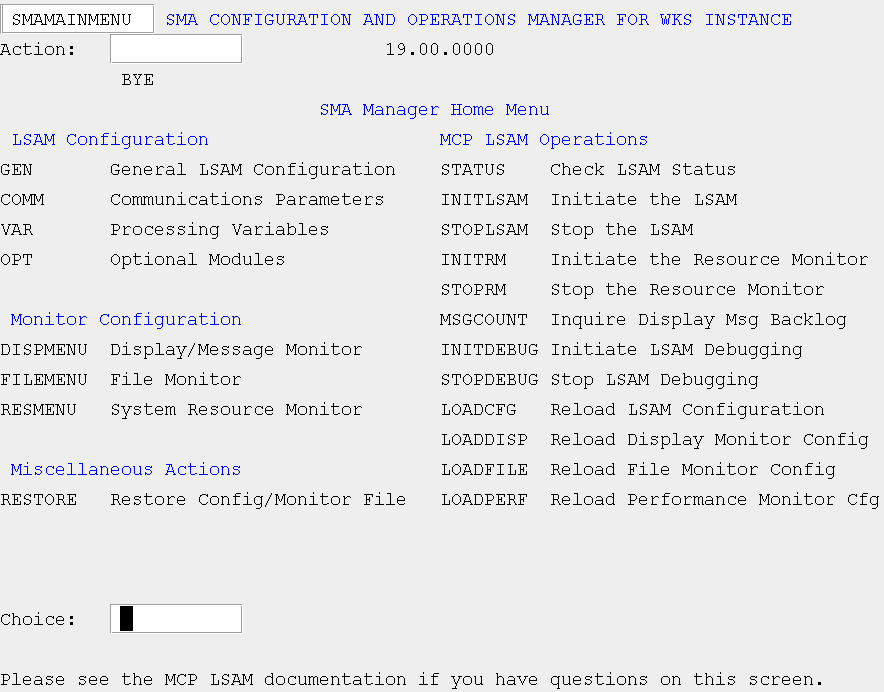 SMAMAINMENU SMA CONFIGURATION AND OPERATIONS MANAGER FOR WKS INSTANCE
Action: 19.00.0000
BYE
SMA Manager Home Menu
LSAM Configuration MCP LSAM Operations
GEN General LSAM Configuration STATUS Check LSAM Status
COMM Communications Parameters INITLSAM Initiate the LSAM
VAR Processing Variables STOPLSAM Stop the LSAM
OPT Optional Modules INITRM Initiate the Resource Monitor
STOPRM Stop the Resource Monitor
Monitor Configuration MSGCOUNT Inquire Display Msg Backlog
DISPMENU Display/Message Monitor INITDEBUG Initiate LSAM Debugging
FILEMENU File Monitor STOPDEBUG Stop LSAM Debugging
RESMENU System Resource Monitor LOADCFG Reload LSAM Configuration
LOADDISP Reload Display Monitor Config
Miscellaneous Actions LOADFILE Reload File Monitor Config
RESTORE Restore Config/Monitor File LOADPERF Reload Performance Monitor Cfg
Choice:
Please see the MCP LSAM documentation if you have questions on this screen.